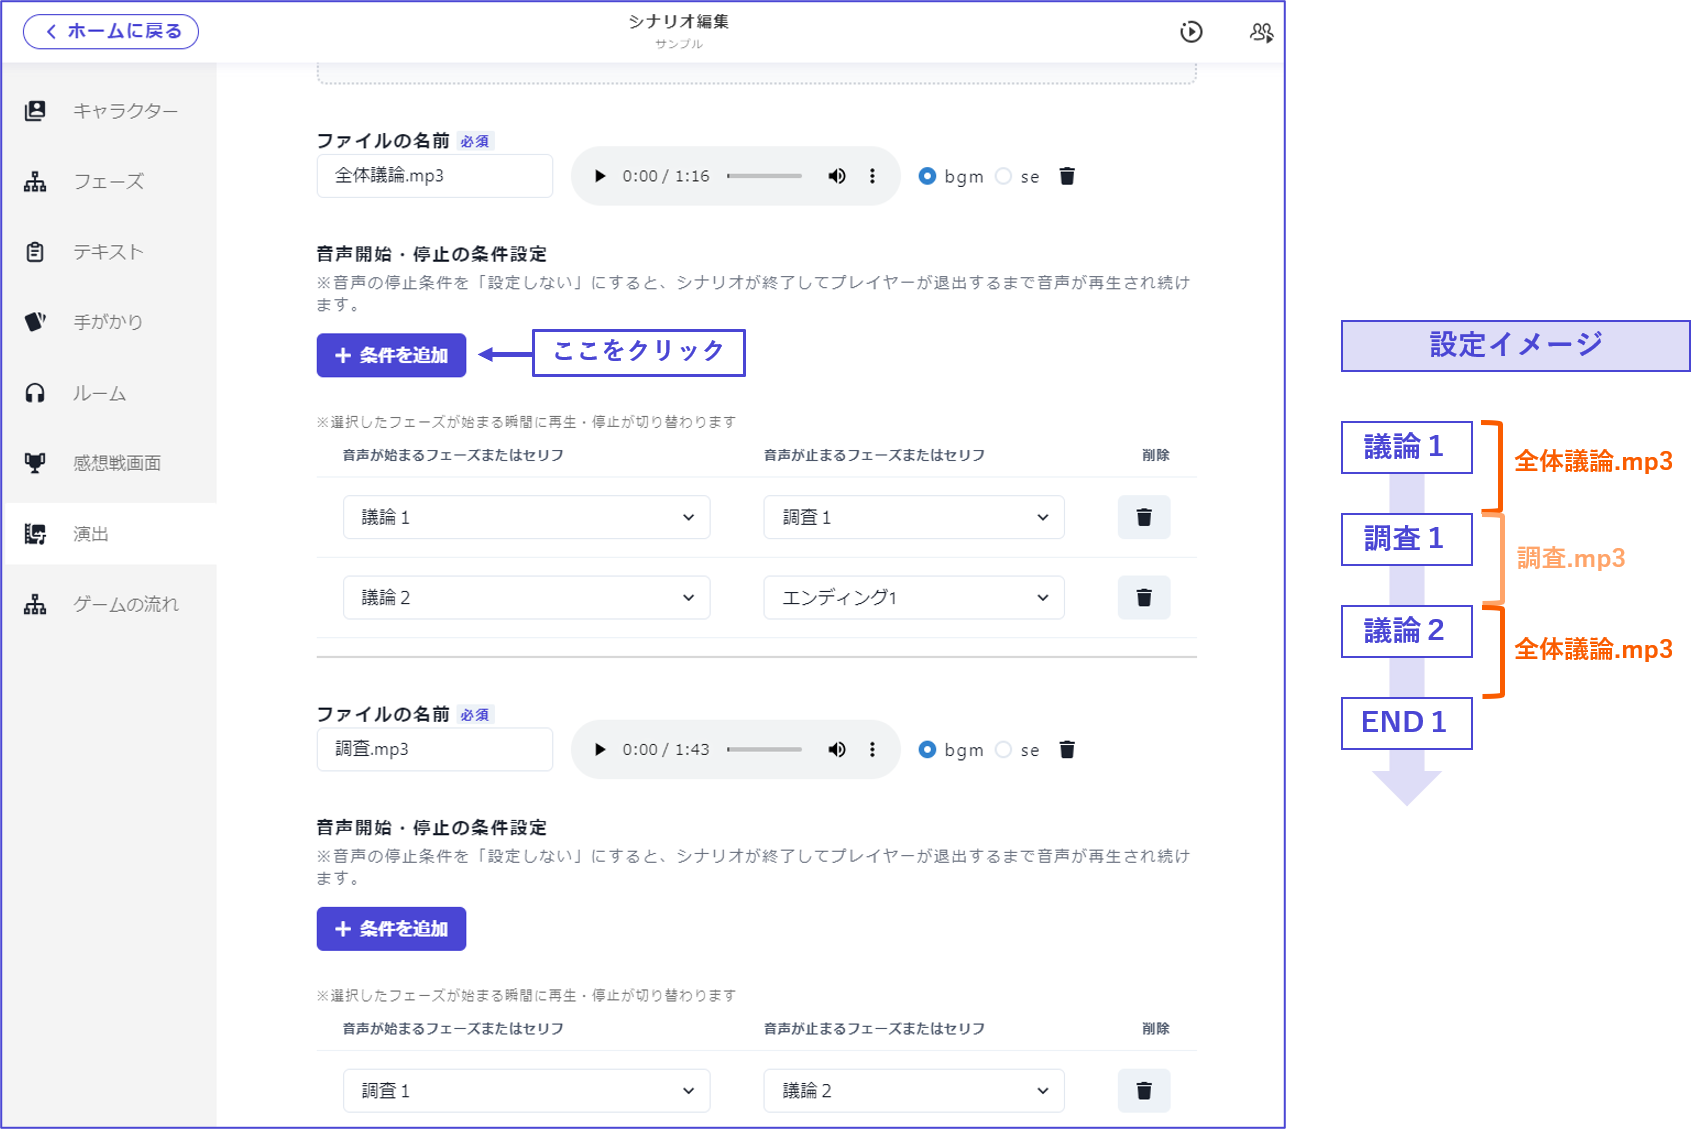 ホームに戻る
シナリオ編集
サンプル
キャラクター
フェーズ
テキスト
手がかり
ルーム
感想戦画面
演出
ゲームの流れ
ファイルの名前 必須
全体議論.mp3
0:00 / 1:16
bgm se
音声開始・停止の条件設定
※音声の停止条件を「設定しない」にすると、シナリオが終了してプレイヤーが退出するまで音声が再生され続け
ます。
+ 条件を追加
ここをクリック
※選択したフェーズが始まる瞬間に再生・停止が切り替わります
音声が始まるフェーズまたはセリフ 音声が止まるフェーズまたはセリフ 削除
議論1 調査1
議論2 エンディング1
ファイルの名前 必須
調査.mp3
0:00 / 1:43
bgm se
音声開始・停止の条件設定
※音声の停止条件を「設定しない」にすると、シナリオが終了してプレイヤーが退出するまで音声が再生され続け
ます。
+ 条件を追加
※選択したフェーズが始まる瞬間に再生・停止が切り替わります
音声が始まるフェーズまたはセリフ 音声が止まるフェーズまたはセリフ 削除
調査1 議論2
設定イメージ
議論1
全体議論.mp3
調査1
調査.mp3
議論2
全体議論.mp3
END1